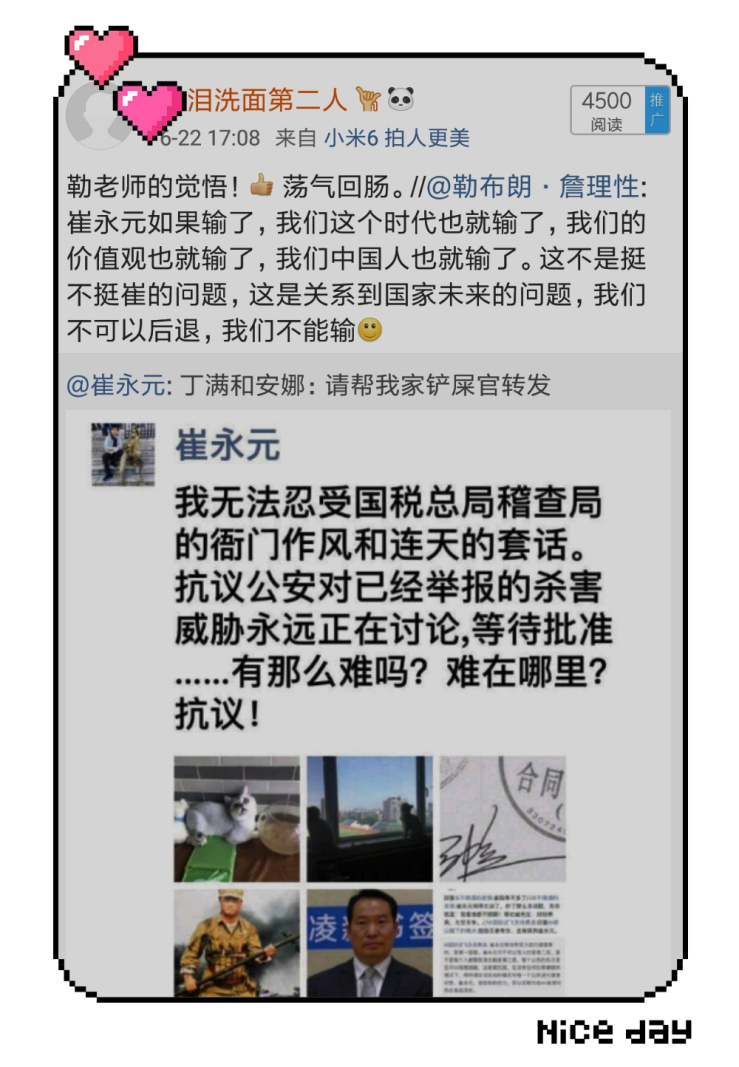 泪洗面第二人
4500
阅读
推广
6-22 17:08 来自 小米6 拍人更美
勒老师的觉悟！👍 荡气回肠。//@勒布朗·詹理性:
崔永元如果输了，我们这个时代也就输了，我们的
价值观也就输了，我们中国人也就输了。这不是挺
不挺崔的问题，这是关系到国家未来的问题，我们
不可以后退，我们不能输🙂
@崔永元: 丁满和安娜：请帮我家铲屎官转发
崔永元
我无法忍受国税总局稽查局
的衙门作风和连天的套话。
抗议公安对已经举报的杀害
威胁永远正在讨论,等待批准
......有那么难吗？难在哪里？
抗议！
合同
Nice day